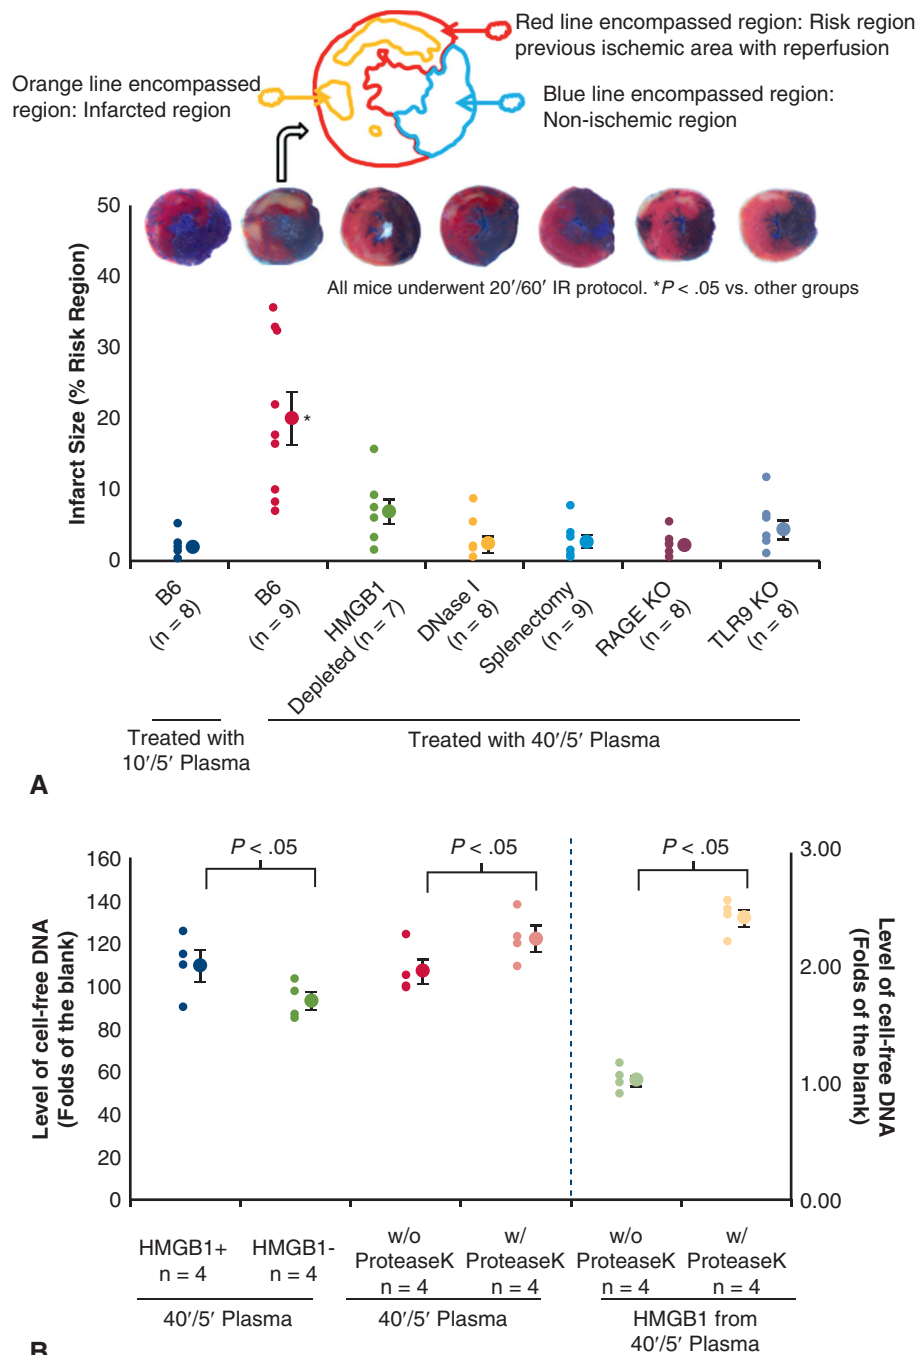 Red line encompassed region: Risk region
previous ischemic area with reperfusion
Orange line encompassed
region: Infarcted region
Blue line encompassed region:
Non-ischemic region
50
40
30
20
10
0
Infarct Size (% Risk Region)
All mice underwent 20′/60′ IR protocol. *P < .05 vs. other groups
*
B6
(n = 8)
B6
(n = 9)
HMGB1
Depleted (n = 7)
DNase I
(n = 8)
Splenectomy
(n = 9)
RAGE KO
(n = 8)
TLR9 KO
(n = 8)
Treated with
10′/5′ Plasma
Treated with 40′/5′ Plasma
A
160
140
120
100
80
60
40
20
0
Level of cell-free DNA
(Folds of the blank)
P < .05
P < .05
P < .05
3.00
2.00
1.00
0.00
Level of cell-free DNA
(Folds of the blank)
HMGB1+
n = 4
HMGB1-
n = 4
w/o
ProteaseK
n = 4
w/
ProteaseK
n = 4
w/o
ProteaseK
n = 4
w/
ProteaseK
n = 4
40′/5′ Plasma
40′/5′ Plasma
HMGB1 from
40′/5′ Plasma
B